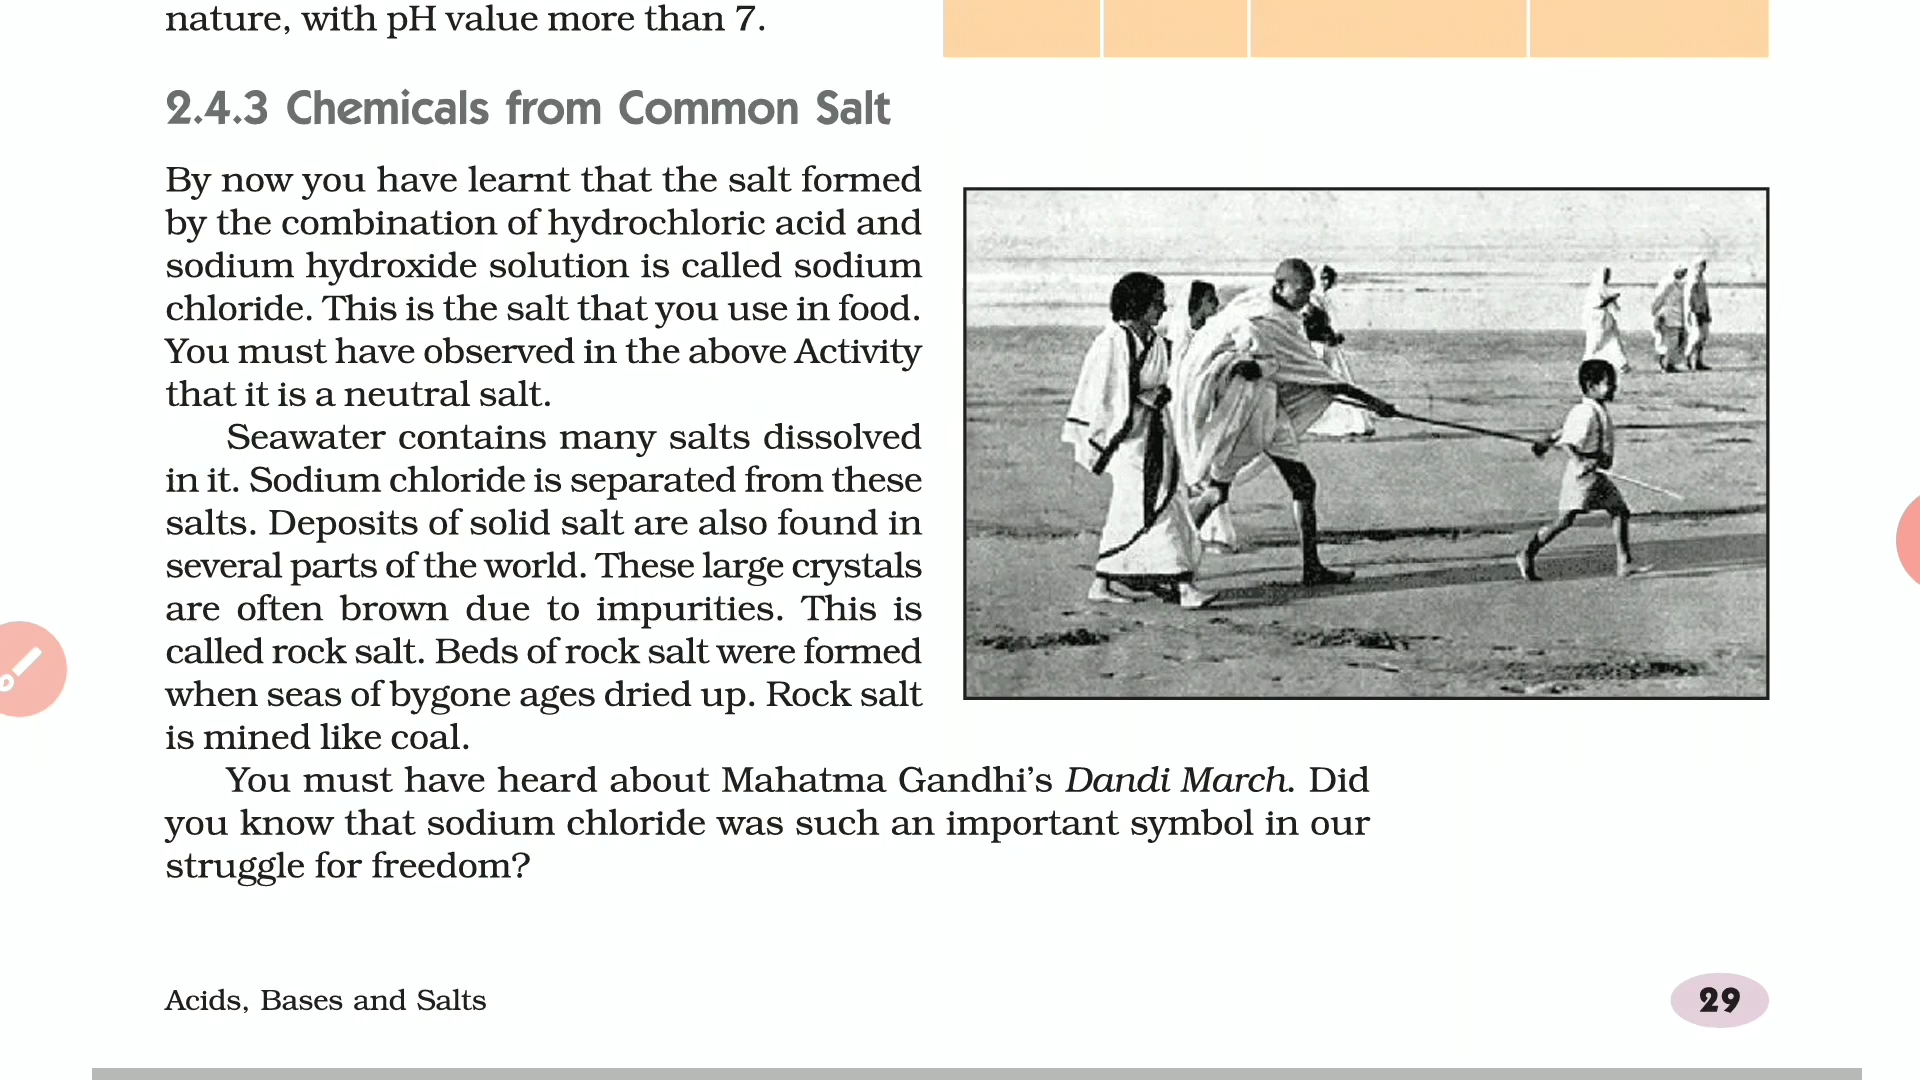 nature, with pH value more than 7.
2.4.3 Chemicals from Common Salt
By now you have learnt that the salt formed
by the combination of hydrochloric acid and
sodium hydroxide solution is called sodium
chloride. This is the salt that you use in food.
You must have observed in the above Activity
that it is a neutral salt.
Seawater contains many salts dissolved
in it. Sodium chloride is separated from these
salts. Deposits of solid salt are also found in
several parts of the world. These large crystals
are often brown due to impurities. This is
called rock salt. Beds of rock salt were formed
when seas of bygone ages dried up. Rock salt
is mined like coal.
You must have heard about Mahatma Gandhi’s Dandi March. Did
you know that sodium chloride was such an important symbol in our
struggle for freedom?
Acids, Bases and Salts
29